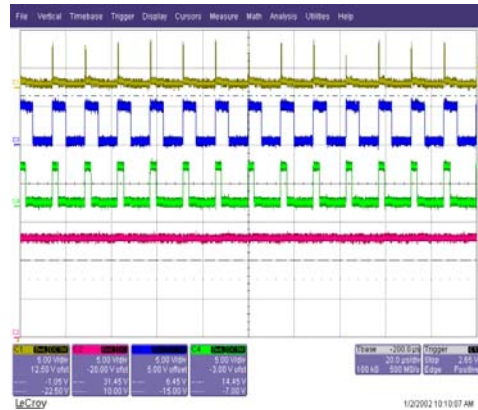 File Vertical Timebase Trigger Display Cursors Measure Math Analysis Utilities Help
C1
5.00 V/div
12.50 V ofst
-1.05 V
-22.50 V
5.00 V/div
-20.00 V ofst
31.45 V
10.00 V
5.00 V/div
5.00 V offset
6.45 V
-15.00 V
C4
5.00 V/div
-3.00 V ofst
14.45 V
-7.00 V
Tbase -200.0 µs
20.0 µs/div
100 kS 500 MS/s
Trigger
Stop 2.65 V
Edge Positive
LeCroy
1/2/2002 10:10:07 AM